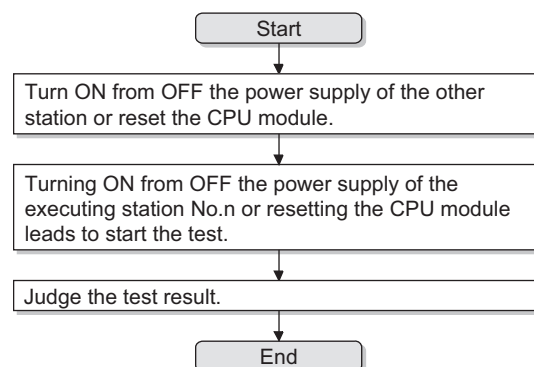 Start
Turn ON from OFF the power supply of the other
station or reset the CPU module.
Turning ON from OFF the power supply of the
executing station No.n or resetting the CPU module
leads to start the test.
Judge the test result.
End